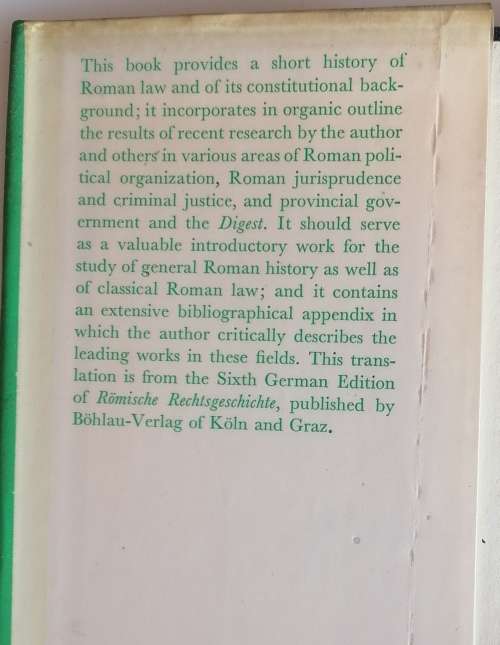 This book provides a short history of
Roman law and of its constitutional back-
ground; it incorporates in organic outline
the results of recent research by the author
and others in various areas of Roman poli-
tical organization, Roman jurisprudence
and criminal justice, and provincial gov-
ernment and the Digest. It should serve
as a valuable introductory work for the
study of general Roman history as well as
of classical Roman law; and it contains
an extensive bibliographical appendix in
which the author critically describes the
leading works in these fields. This trans-
lation is from the Sixth German Edition
of Römische Rechtsgeschichte, published by
Böhlau-Verlag of Köln and Graz.